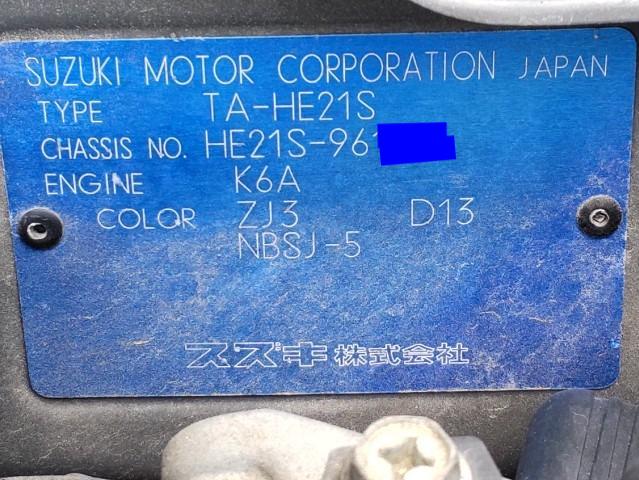 SUZUKI MOTOR CORPORATION JAPAN
TYPE TA-HE21S
CHASSIS NO. HE21S-961
ENGINE K6A
COLOR ZJ3 D13
NBSJ-5
スズキ株式会社